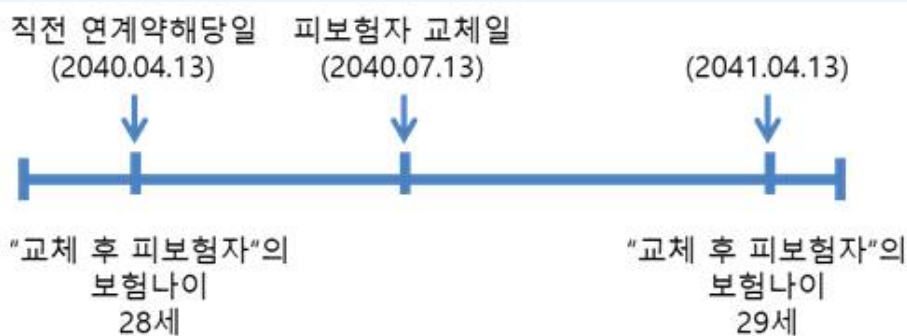 직전 연계약해당일
(2040.04.13)
피보험자 교체일
(2040.07.13)
(2041.04.13)
“교체 후 피보험자“의
보험나이
28세
“교체 후 피보험자“의
보험나이
29세